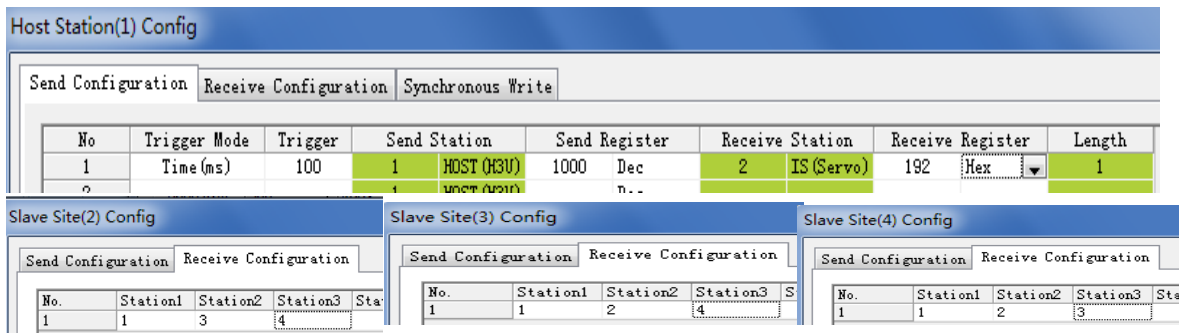 Host Station(1) Config
Send Configuration Receive Configuration Synchronous Write
No Trigger Mode Trigger Send Station Send Register Receive Station Receive Register Length
1 Time(ms) 100 1 HOST(H3U) 1000 Dec 2 IS(Servo) 192 Hex 1
1 HOST(H3U)
Slave Site(2) Config
Send Configuration Receive Configuration
No. Station1 Station2 Station3
1 1 3 4
Slave Site(3) Config
Send Configuration Receive Configuration
No. Station1 Station2 Station3 S
1 1 2 4
Slave Site(4) Config
Send Configuration Receive Configuration
No. Station1 Station2 Station3
1 1 2 3